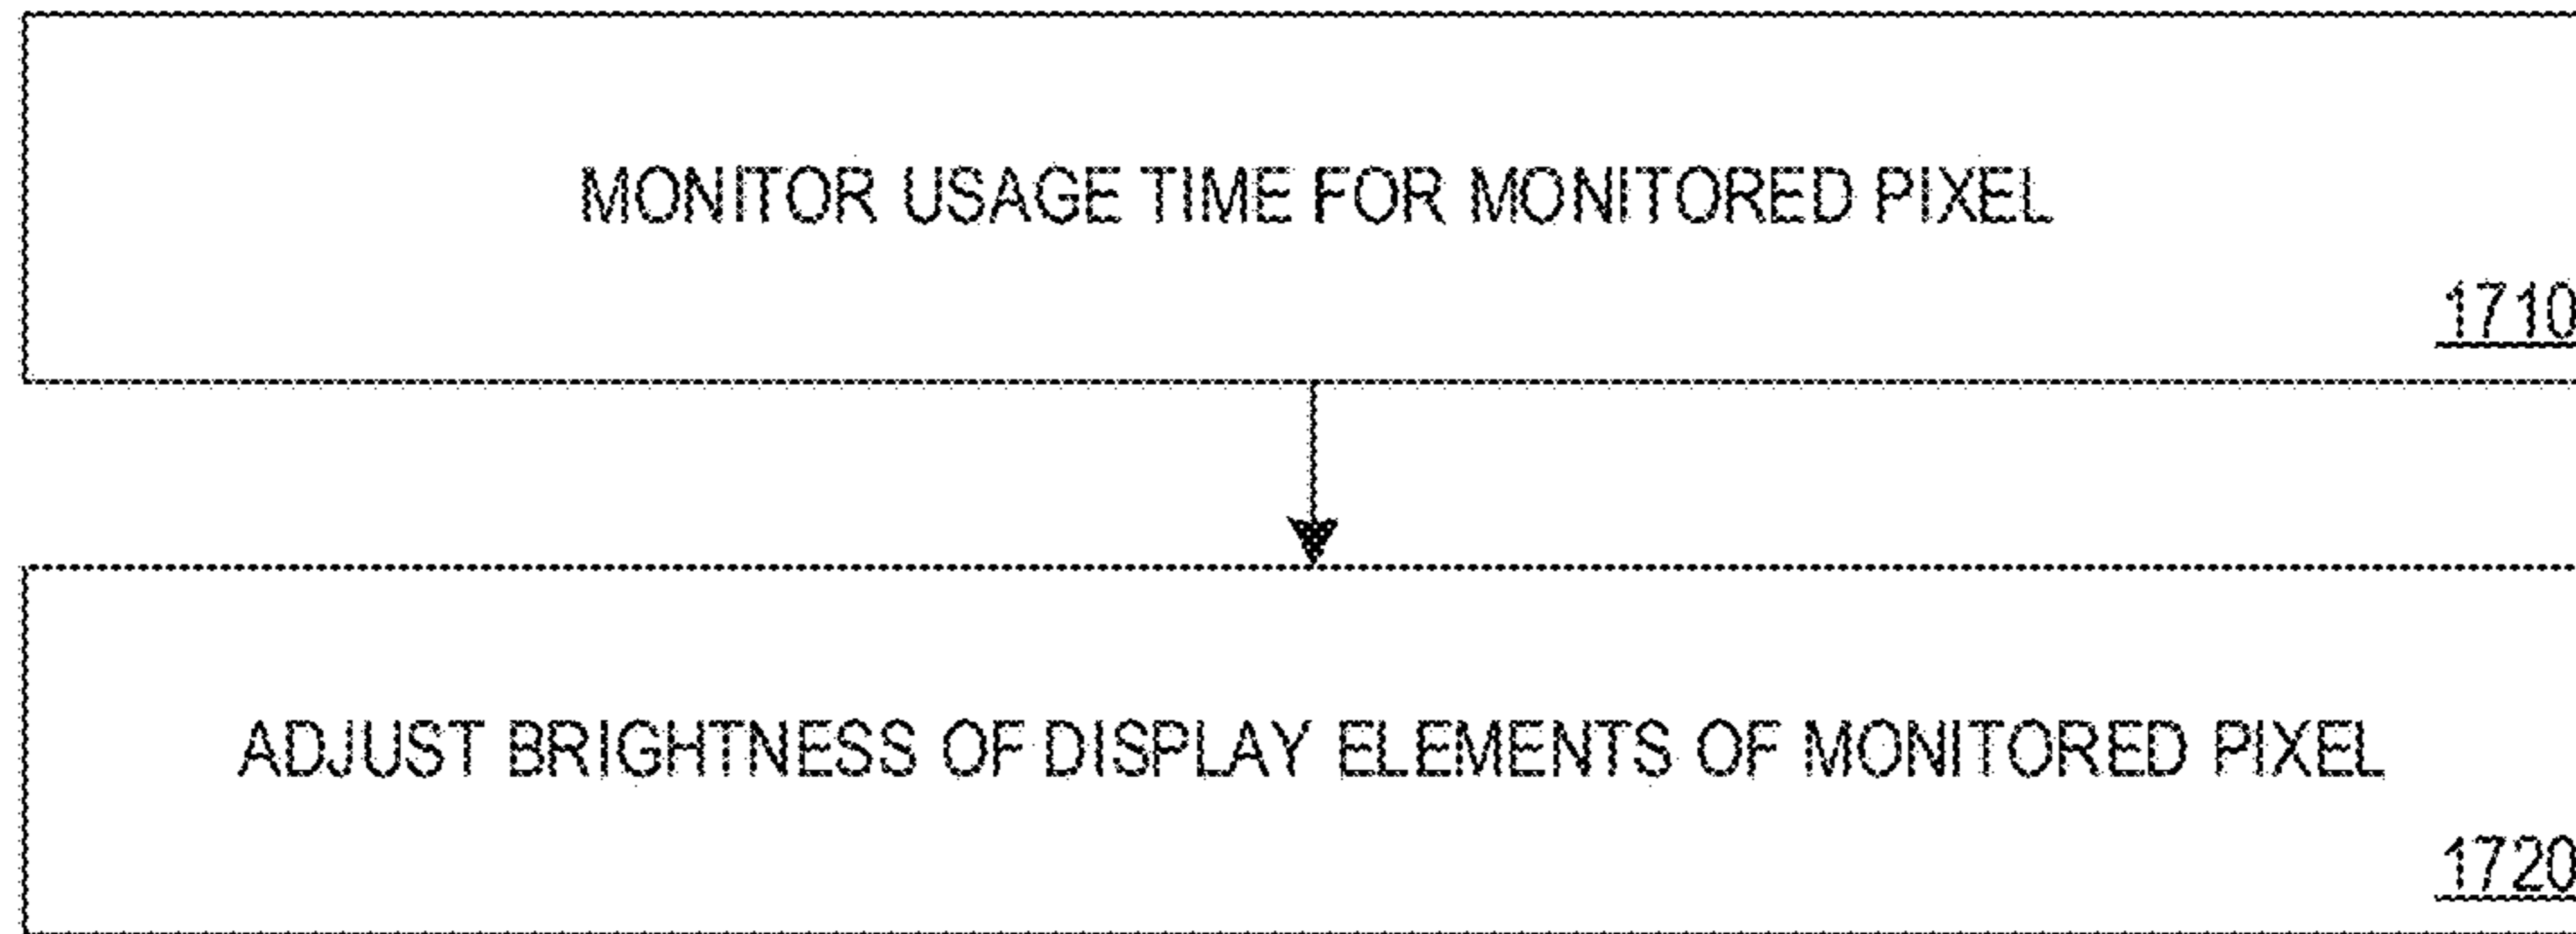 MONITOR USAGE TIME FOR MONITORED PIXEL
1710
ADJUST BRIGHTNESS OF DISPLAY ELEMENTS OF MONITORED PIXEL
1720